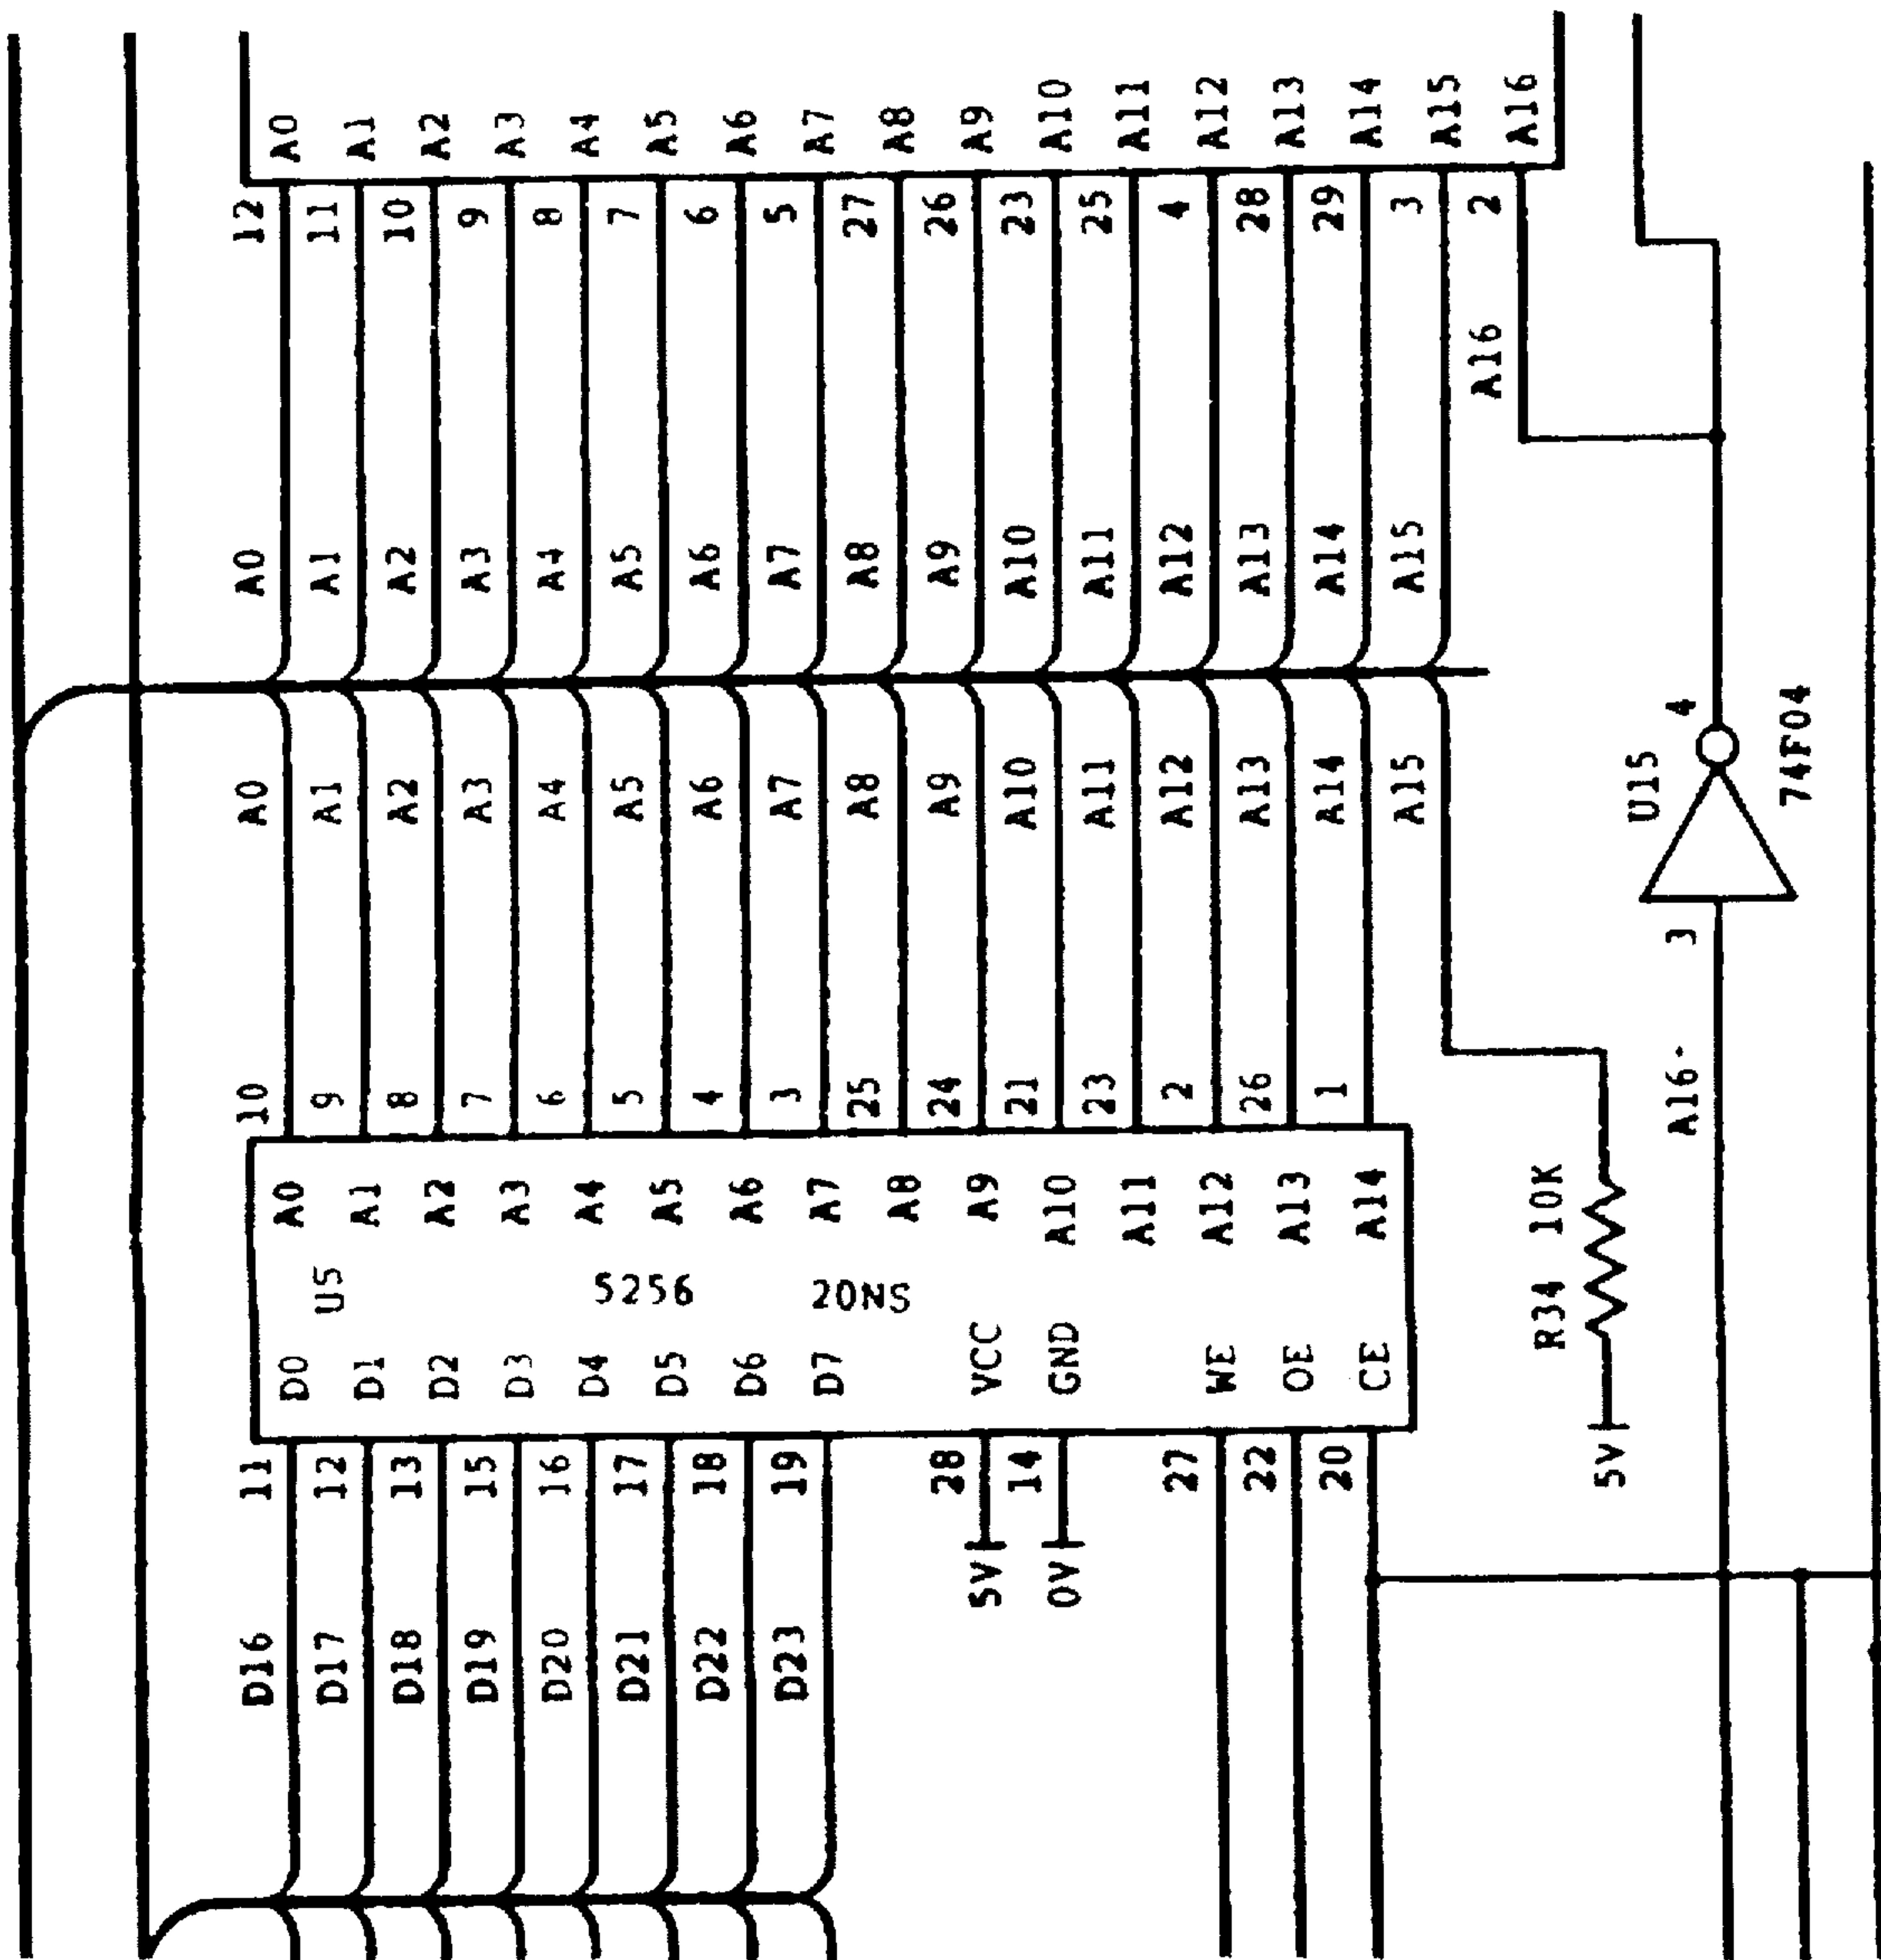 D16 11 10 A0 A0 12
D0 A0 A0
D17 12 U5 9 A1 A1 11
D1 A1 A1
D18 13 8 A2 A2 10
D2 A2 A2
D19 15 7 A3 A3 9
D3 A3 A3
D20 16 6 A4 A4 8
D4 A4 A4
D21 17 5256 5 A5 A5 7
D5 A5 A5
D22 18 4 A6 A6 6
D6 A6 A6
D23 19 3 A7 A7 5
D7 A7 A7
20NS 25 A8 A8 27
A8 A8
28 24 A9 A9 26
5V VCC A9 A9
14 21 A10 A10 23
0V GND A10 A10
23 A11 A11 25
A11 A11
27 2 A12 A12 4
WE A12 A12
22 26 A13 A13 28
OE A13 A13
20 1 A14 A14 29
CE A14 A14
A15 A15 3
A15
A16 2
A16
R34 10K
5V
U15
A16- 3 4
74F04